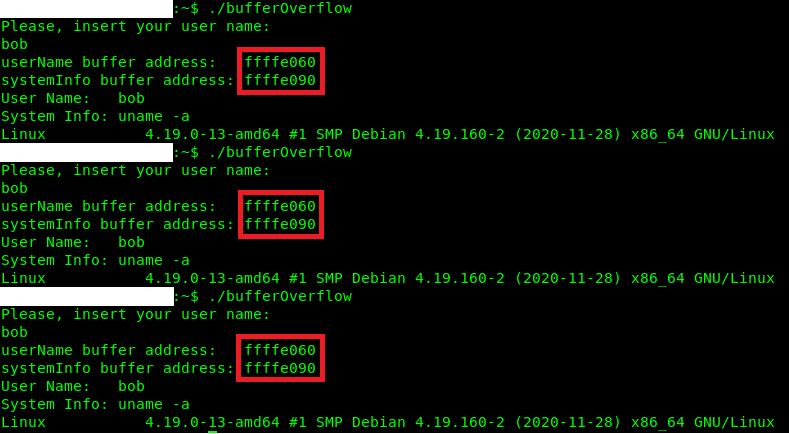 :~$ ./bufferOverflow
Please, insert your user name:
bob
userName buffer address:   ffffe060
systemInfo buffer address: ffffe090
User Name:   bob
System Info: uname -a
Linux           4.19.0-13-amd64 #1 SMP Debian 4.19.160-2 (2020-11-28) x86_64 GNU/Linux
:~$ ./bufferOverflow
Please, insert your user name:
bob
userName buffer address:   ffffe060
systemInfo buffer address: ffffe090
User Name:   bob
System Info: uname -a
Linux           4.19.0-13-amd64 #1 SMP Debian 4.19.160-2 (2020-11-28) x86_64 GNU/Linux
:~$ ./bufferOverflow
Please, insert your user name:
bob
userName buffer address:   ffffe060
systemInfo buffer address: ffffe090
User Name:   bob
System Info: uname -a
Linux           4.19.0-13-amd64 #1 SMP Debian 4.19.160-2 (2020-11-28) x86_64 GNU/Linux